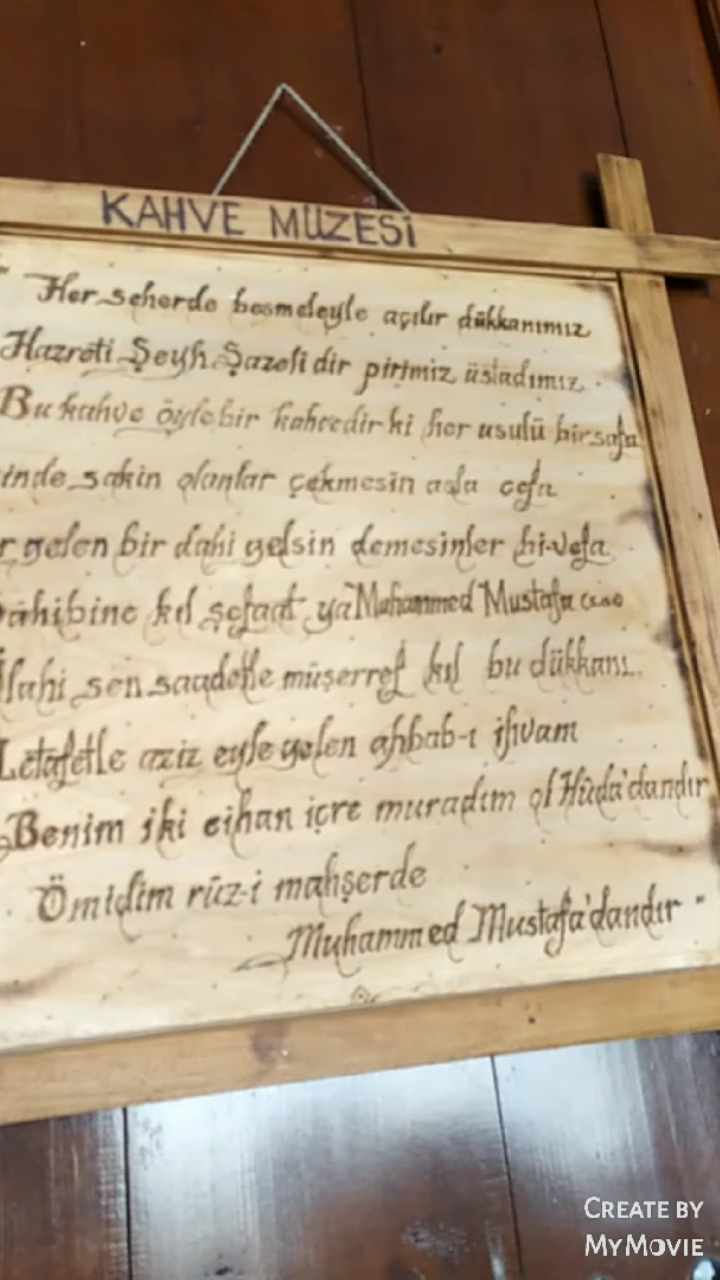 KAHVE MÜZESİ
" Her seherde besmeleyle açılır dükkanımız
Hazreti Şeyh Şazeli dir pirimiz üstadımız.
Bu kahve öyle bir kahvedir ki her usulü bir safa
inde sakin olanlar çekmesin asla cefa
r gelen bir dahi gelsin demesinler bi-vefa
ahibine kıl şefaat ya Muhammed Mustafa
İlahi sen saadetle müşerref kıl bu dükkanı.
Letafetle aziz eyle gelen ahbab-ı ihvam
Benim iki cihan içre muradım ol Hüda'dandır
Ömidim rüz-i mahşerde
Muhammed Mustafa'dandır "
CREATE BY
MYMOVIE